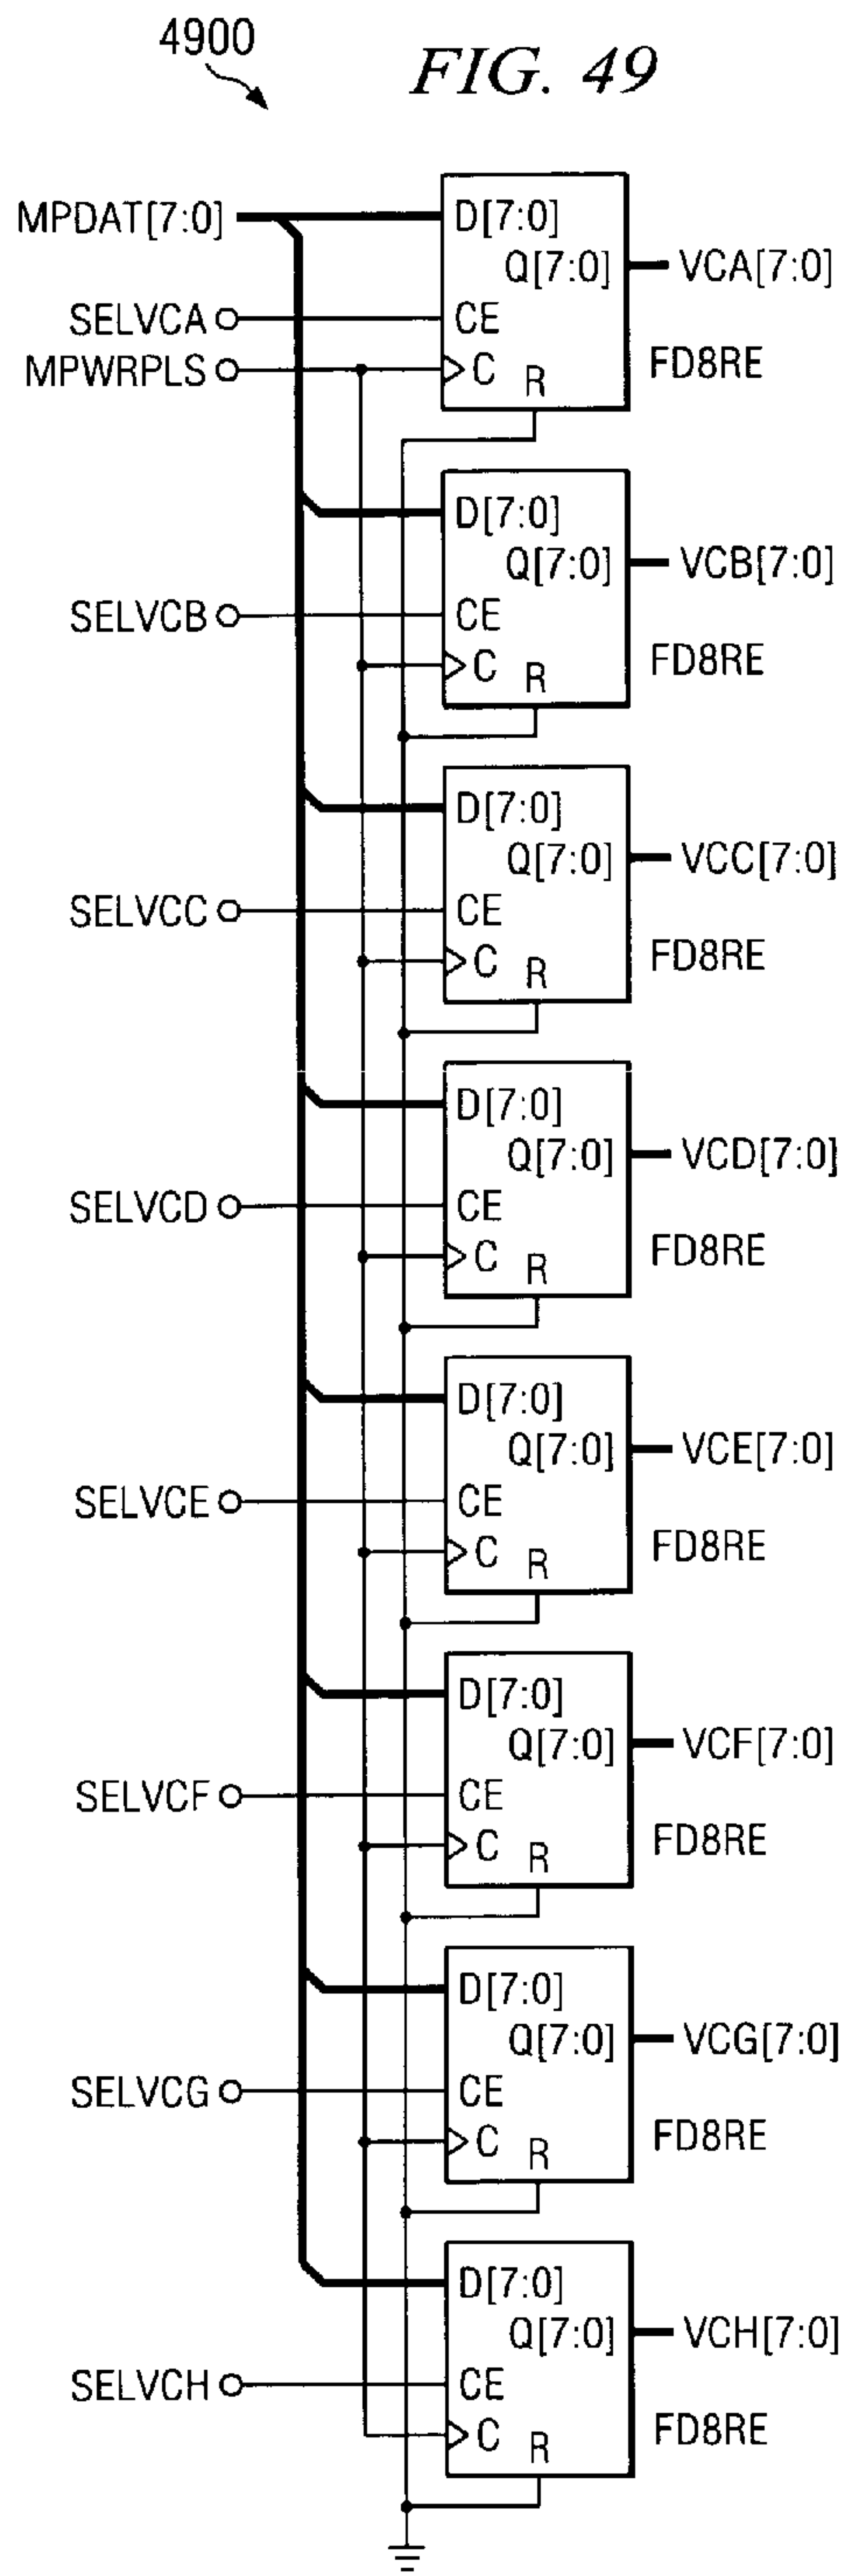 4900
FIG. 49
MPDAT[7:0]
D[7:0]
Q[7:0]
VCA[7:0]
SELVCA
CE
MPWRPLS
C
R
FD8RE
D[7:0]
Q[7:0]
VCB[7:0]
SELVCB
CE
C
R
FD8RE
D[7:0]
Q[7:0]
VCC[7:0]
SELVCC
CE
C
R
FD8RE
D[7:0]
Q[7:0]
VCD[7:0]
SELVCD
CE
C
R
FD8RE
D[7:0]
Q[7:0]
VCE[7:0]
SELVCE
CE
C
R
FD8RE
D[7:0]
Q[7:0]
VCF[7:0]
SELVCF
CE
C
R
FD8RE
D[7:0]
Q[7:0]
VCG[7:0]
SELVCG
CE
C
R
FD8RE
D[7:0]
Q[7:0]
VCH[7:0]
SELVCH
CE
C
R
FD8RE